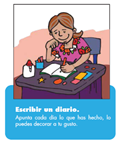 Escribir un diario.
Apunta cada día lo que has hecho, lo
puedes decorar a tu gusto.